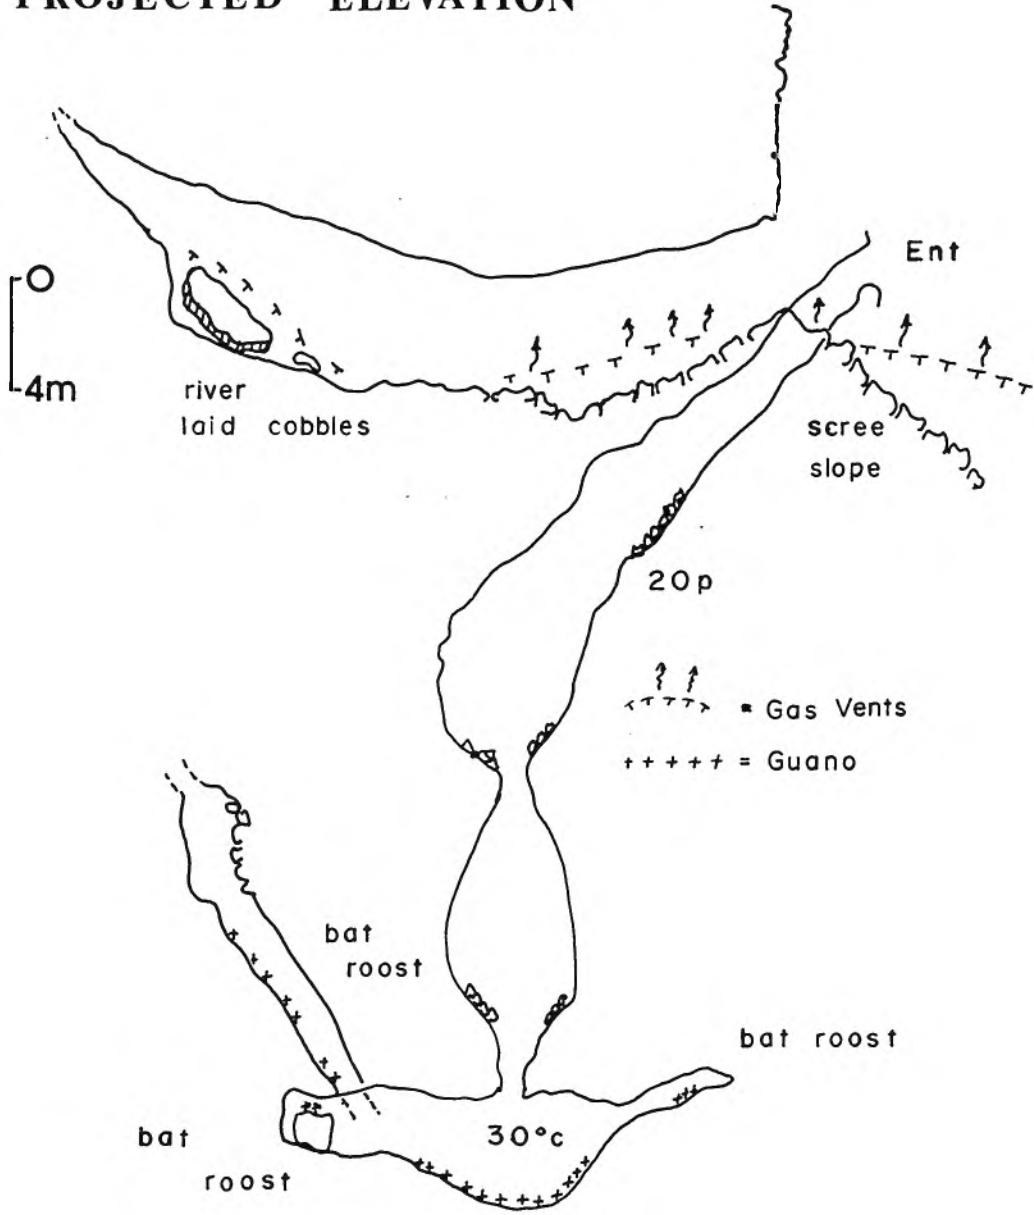 PROJECTED ELEVATION
Ent
0
4m
river
laid cobbles
scree
slope
20p
= Gas Vents
+++++ = Guano
bat
roost
bat roost
30°c
bat
roost